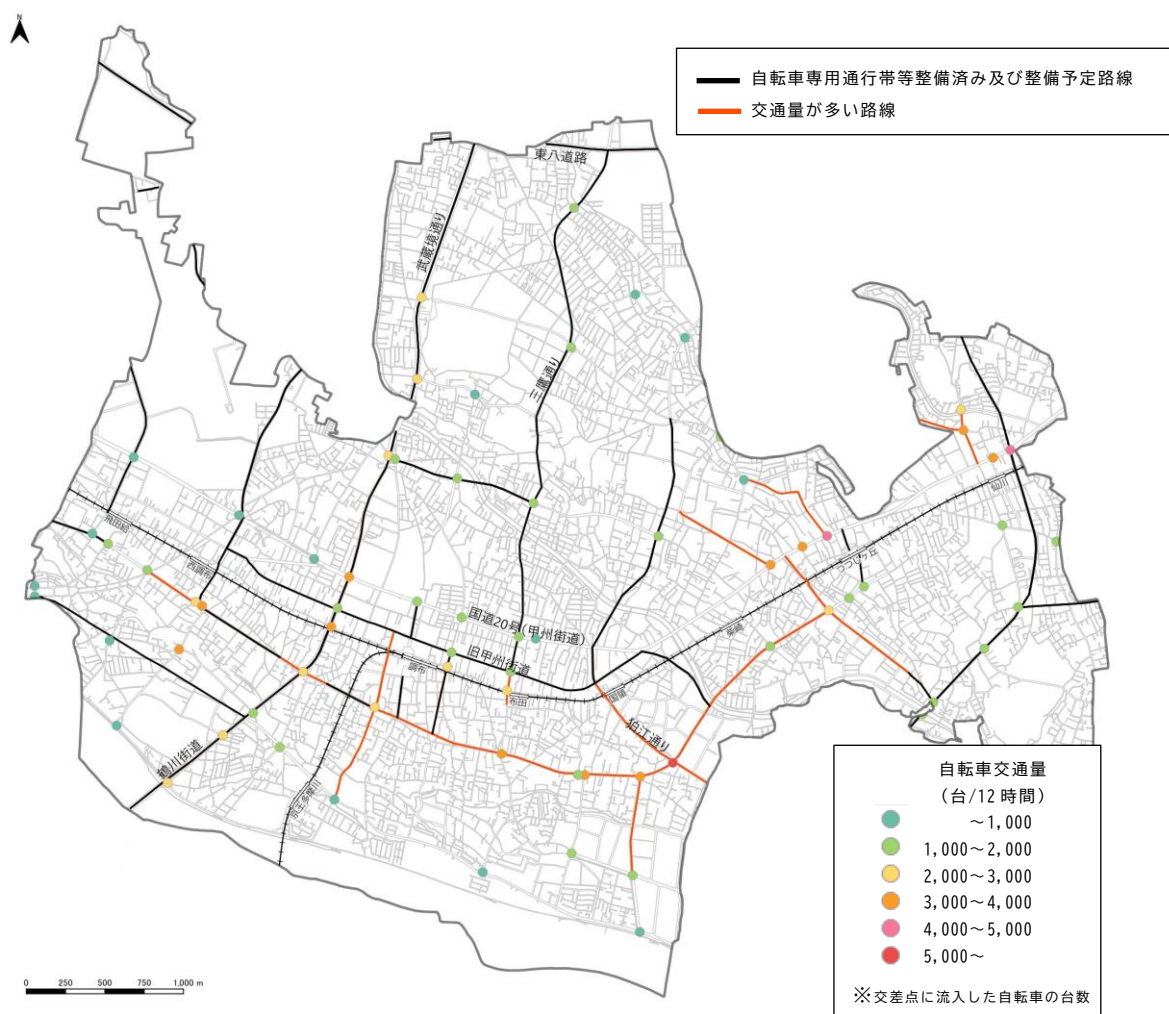 N
自転車専用通行帯等整備済み及び整備予定路線
交通量が多い路線
東八道路
武蔵境通り
三鷹通り
仙川
飛田給
つつじヶ丘
西調布
国道20号(甲州街道)
柴崎
旧甲州街道
調布
布田
国領
狛江通り
鶴川街道
京王多摩川
自転車交通量
(台/12時間)
～1,000
1,000～2,000
2,000～3,000
3,000～4,000
4,000～5,000
5,000～
※交差点に流入した自転車の台数
0 250 500 750 1,000 m